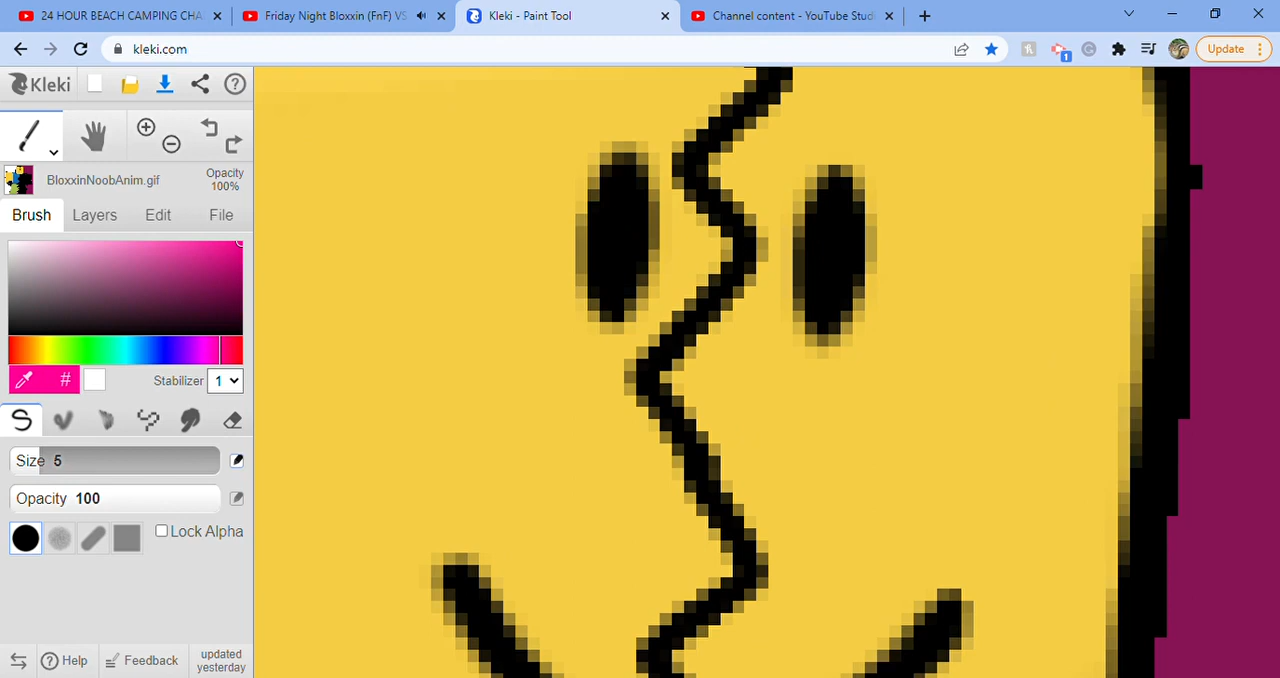 24 HOUR BEACH CAMPING CHA
Friday Night Bloxxin (FnF) VS
Kleki - Paint Tool
Channel content - YouTube Studi
kleki.com
1
Update
Kleki
BloxxinNoobAnim.gif
Opacity
100%
Brush
Layers
Edit
File
#
Stabilizer
1
Size 5
Opacity 100
Lock Alpha
Help
Feedback
updated
yesterday